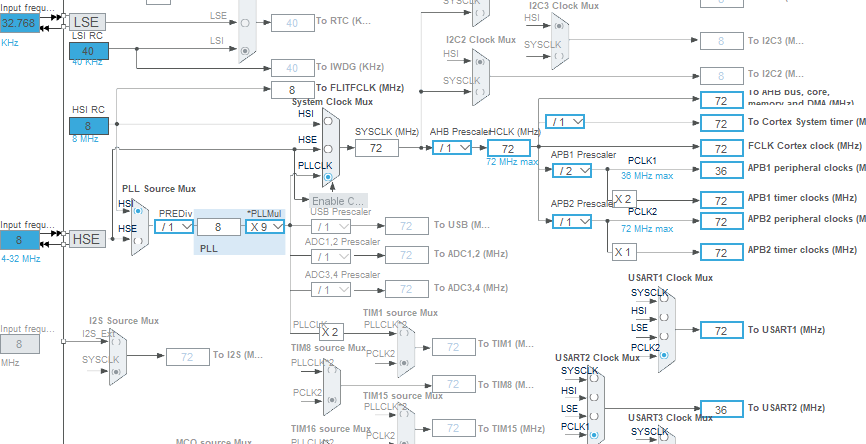 Input frequ...
32.768
KHz
LSE
LSI RC
40
40 KHz
LSE
LSI
40
To RTC (K...
40
To IWDG (KHz)
8
To FLITFCLK (MHz)
I2C3 Clock Mux
HSI
SYSCLK
8
To I2C3 (M...
SYSCLK
I2C2 Clock Mux
HSI
SYSCLK
8
To I2C2 (M...
HSI RC
8
8 MHz
System Clock Mux
HSI
HSE
PLLCLK
Enable C...
SYSCLK (MHz)
72
AHB Prescaler
/ 1
HCLK (MHz)
72
72 MHz max
72
To AHB bus, core,
memory and DMA (MHz)
/ 1
72
To Cortex System timer (M
72
FCLK Cortex clock (MHz)
APB1 Prescaler
/ 2
PCLK1
36 MHz max
36
APB1 peripheral clocks (M
X 2
72
APB1 timer clocks (MHz)
APB2 Prescaler
/ 1
PCLK2
72 MHz max
72
APB2 peripheral clocks (MHz)
X 1
72
APB2 timer clocks (MHz)
PLL Source Mux
HSI
HSE
PREDiv
/ 1
8
*PLLMul
X 9
PLL
Input frequ...
8
4-32 MHz
HSE
USB Prescaler
/ 1
72
To USB (M...
ADC1,2 Prescaler
/ 1
72
To ADC1,2 (MHz)
ADC3,4 Prescaler
/ 1
72
To ADC3,4 (MHz)
USART1 Clock Mux
SYSCLK
HSI
LSE
PCLK2
72
To USART1 (MHz)
Input frequ...
8
MHz
I2S Source Mux
I2S_Ext
SYSCLK
72
To I2S (M...
PLLCLK
X 2
TIM1 source Mux
PLLCLK*2
PCLK2
72
To TIM1 (M...
TIM8 source Mux
PLLCLK*2
PCLK2
72
To TIM8 (M...
TIM15 source Mux
PLLCLK*2
PCLK2
72
To TIM15 (MHz)
TIM16 source Mux
PLLCLK*2
USART2 Clock Mux
SYSCLK
HSI
LSE
PCLK1
36
To USART2 (MHz)
USART3 Clock Mux
SYSCLK
MCO source Mux